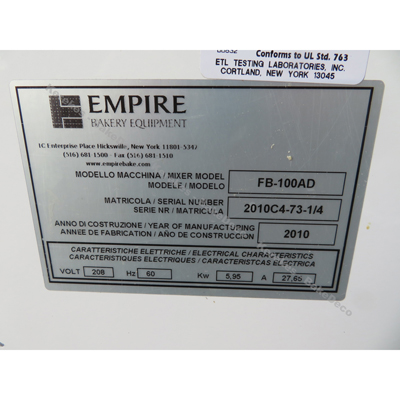 Conforms to UL Std. 763
ETL TESTING LABORATORIES, INC.
CORTLAND, NEW YORK 13045
EMPIRE
BAKERY EQUIPMENT
1C Enterprise Place Hicksville, New York 11801-5347
(516) 681-1500 Fax (516) 681-1510
www.empirebake.com
MODELLO MACCHINA / MIXER MODEL
MODELE / MODELO
FB-100AD
MATRICOLA / SERIAL NUMBER
SERIE NR / MATRICULA
2010C4-73-1/4
ANNO DI COSTRUZIONE / YEAR OF MANUFACTURING
ANNEE DE FABRICATION / AÑO DE CONSTRUCCION
2010
CARATTERISTICHE ELETTRICHE / ELECTRICAL CHARACTERISTICS
CARACTERISTIQUES ELECTRIQUES / CARACTERISTICAS ELECTRICA
VOLT 208 Hz 60 Kw 5,95 A 27.65